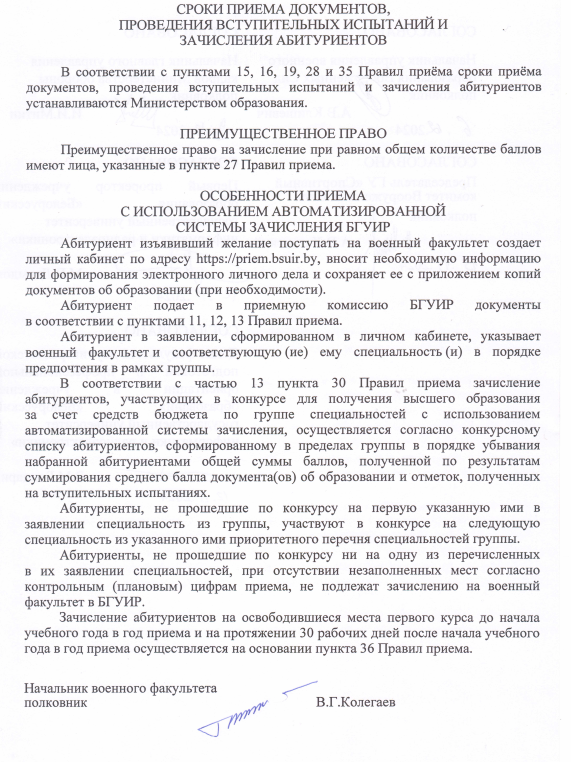 СРОКИ ПРИЕМА ДОКУМЕНТОВ,
ПРОВЕДЕНИЯ ВСТУПИТЕЛЬНЫХ ИСПЫТАНИЙ И
ЗАЧИСЛЕНИЯ АБИТУРИЕНТОВ
В соответствии с пунктами 15, 16, 19, 28 и 35 Правил приёма сроки приёма
документов, проведения вступительных испытаний и зачисления абитуриентов
устанавливаются Министерством образования.
ПРЕИМУЩЕСТВЕННОЕ ПРАВО
Преимущественное право на зачисление при равном общем количестве баллов
имеют лица, указанные в пункте 27 Правил приема.
ОСОБЕННОСТИ ПРИЕМА
С ИСПОЛЬЗОВАНИЕМ АВТОМАТИЗИРОВАННОЙ
СИСТЕМЫ ЗАЧИСЛЕНИЯ БГУИР
Абитуриент изъявивший желание поступать на военный факультет создает
личный кабинет по адресу https://priem.bsuir.by, вносит необходимую информацию
для формирования электронного личного дела и сохраняет ее с приложением копий
документов об образовании (при необходимости).
Абитуриент подает в приемную комиссию БГУИР документы
в соответствии с пунктами 11, 12, 13 Правил приема.
Абитуриент в заявлении, сформированном в личном кабинете, указывает
военный факультет и соответствующую (ие) ему специальность (и) в порядке
предпочтения в рамках группы.
В соответствии с частью 13 пункта 30 Правил приема зачисление
абитуриентов, участвующих в конкурсе для получения высшего образования
за счет средств бюджета по группе специальностей с использованием
автоматизированной системы зачисления, осуществляется согласно конкурсному
списку абитуриентов, сформированному в пределах группы в порядке убывания
набранной абитуриентами общей суммы баллов, полученной по результатам
суммирования среднего балла документа(ов) об образовании и отметок, полученных
на вступительных испытаниях.
Абитуриенты, не прошедшие по конкурсу на первую указанную ими в
заявлении специальность из группы, участвуют в конкурсе на следующую
специальность из указанного ими приоритетного перечня специальностей группы.
Абитуриенты, не прошедшие по конкурсу ни на одну из перечисленных
в их заявлении специальностей, при отсутствии незаполненных мест согласно
контрольным (плановым) цифрам приема, не подлежат зачислению на военный
факультет в БГУИР.
Зачисление абитуриентов на освободившиеся места первого курса до начала
учебного года в год приема и на протяжении 30 рабочих дней после начала учебного
года в год приема осуществляется на основании пункта 36 Правил приема.
Начальник военного факультета
полковник В.Г.Колегаев